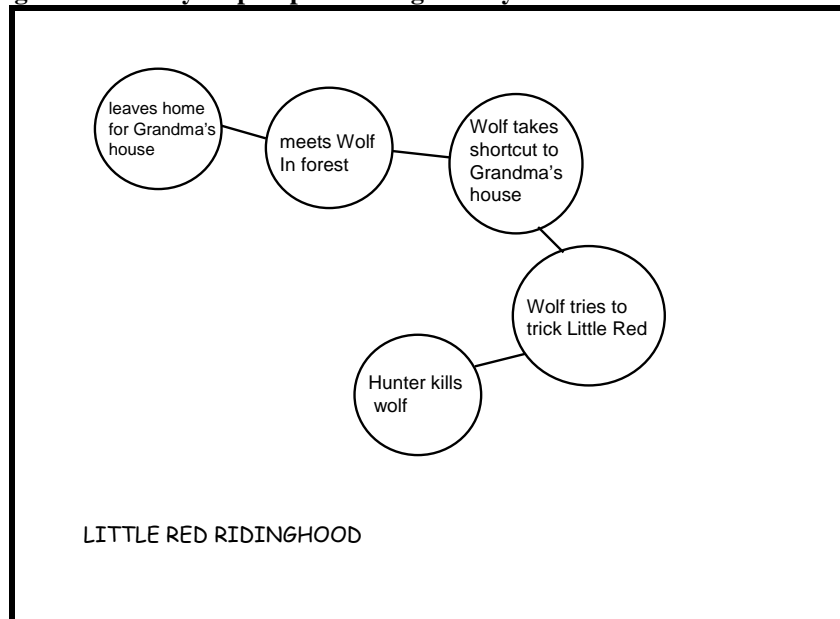 leaves home
for Grandma's
house
meets Wolf
In forest
Wolf takes
shortcut to
Grandma's
house
Wolf tries to
trick Little Red
Hunter kills
wolf
LITTLE RED RIDINGHOOD